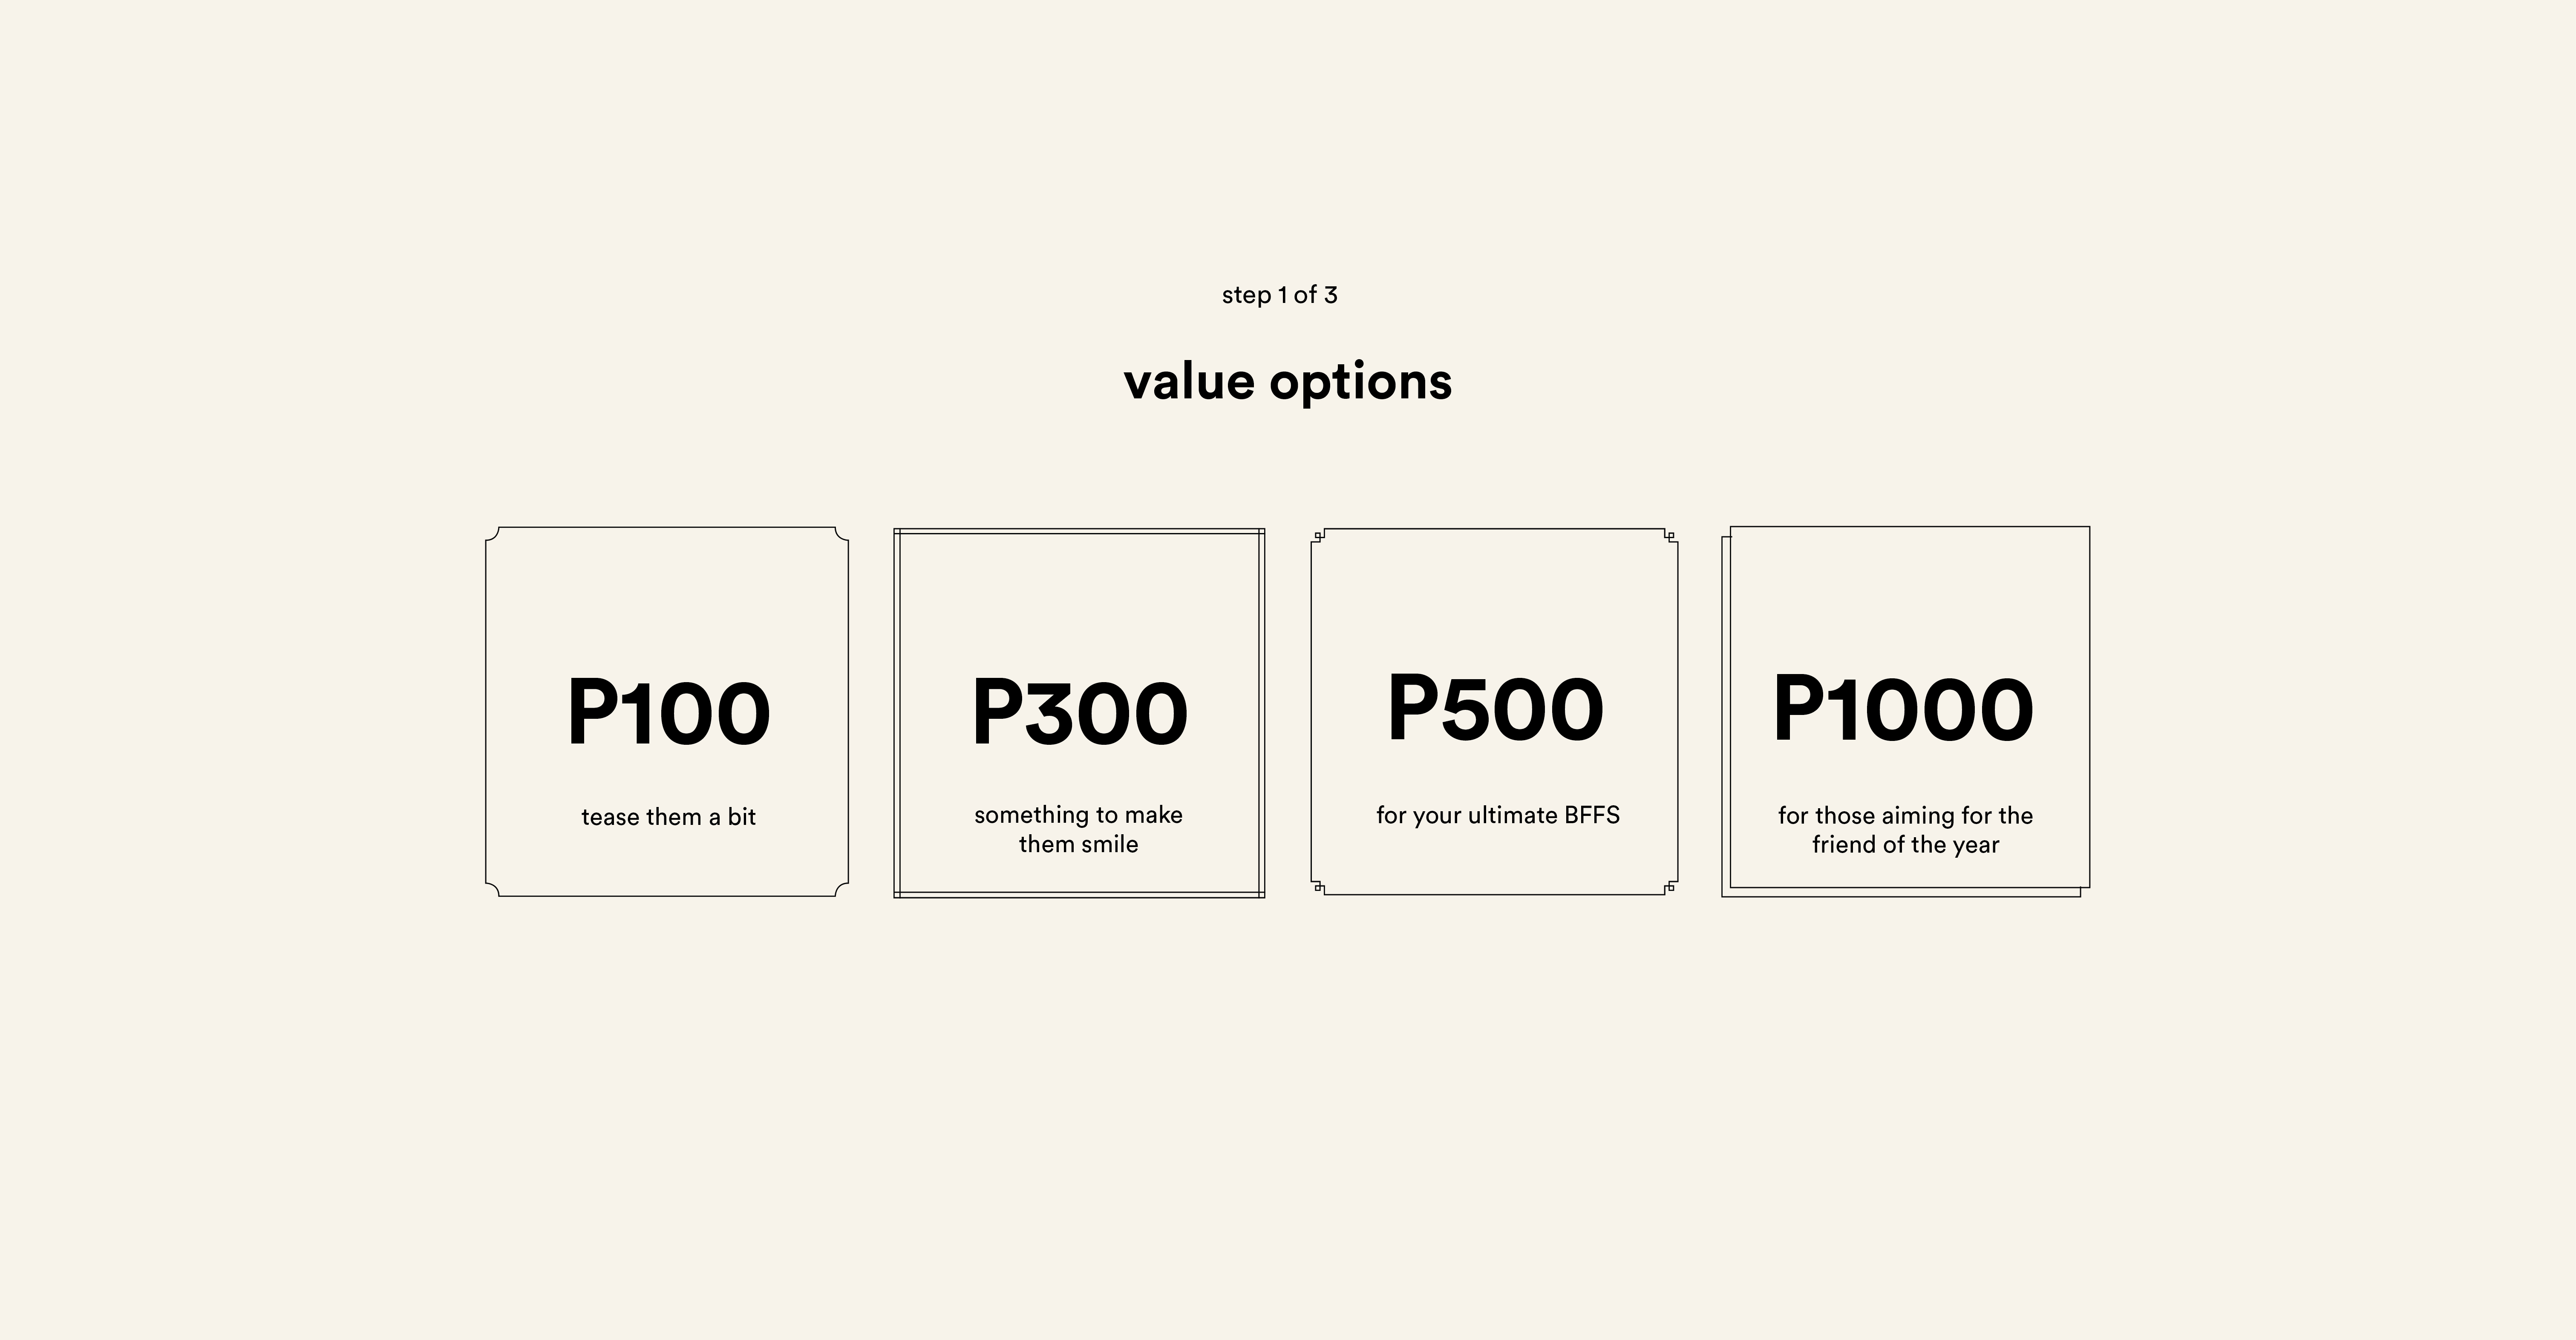 step 1 of 3
value options
P100
tease them a bit
P300
something to make
them smile
P500
for your ultimate BFFS
P1000
for those aiming for the
friend of the year